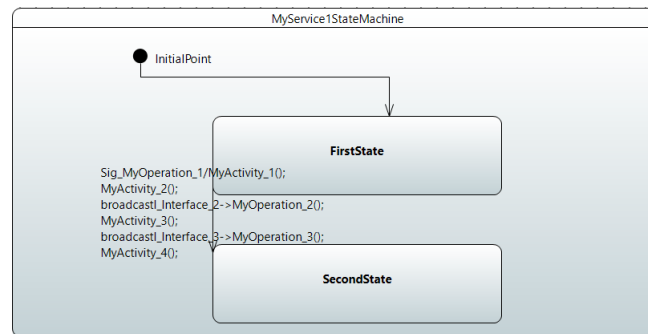 MyService1StateMachine
InitialPoint
FirstState
Sig_MyOperation_1/MyActivity_1();
MyActivity_2();
broadcastI_Interface_2->MyOperation_2();
MyActivity_3();
broadcastI_Interface_3->MyOperation_3();
MyActivity_4();
SecondState